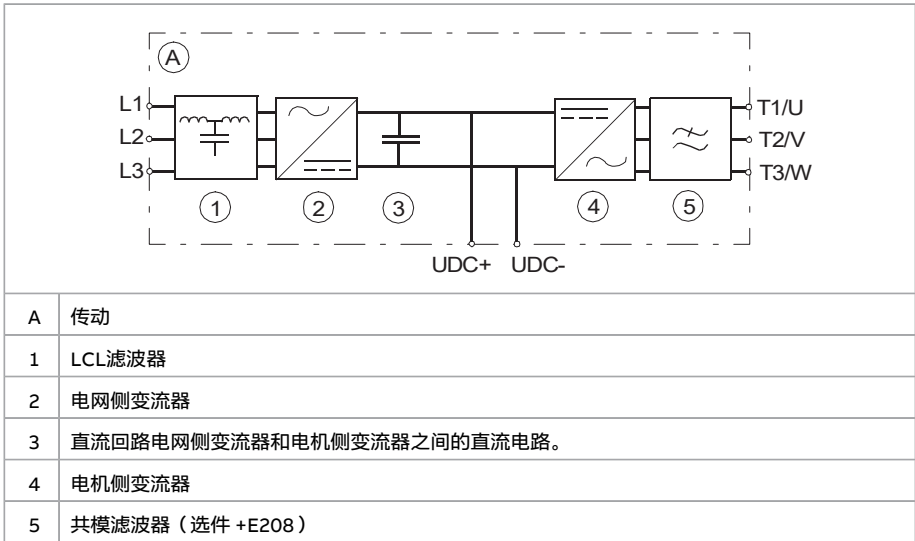 A
L1
T1/U
L2
T2/V
L3
T3/W
1
2
3
4
5
UDC+ UDC-
A 传动
1 LCL滤波器
2 电网侧变流器
3 直流回路电网侧变流器和电机侧变流器之间的直流电路。
4 电机侧变流器
5 共模滤波器（选件 +E208）